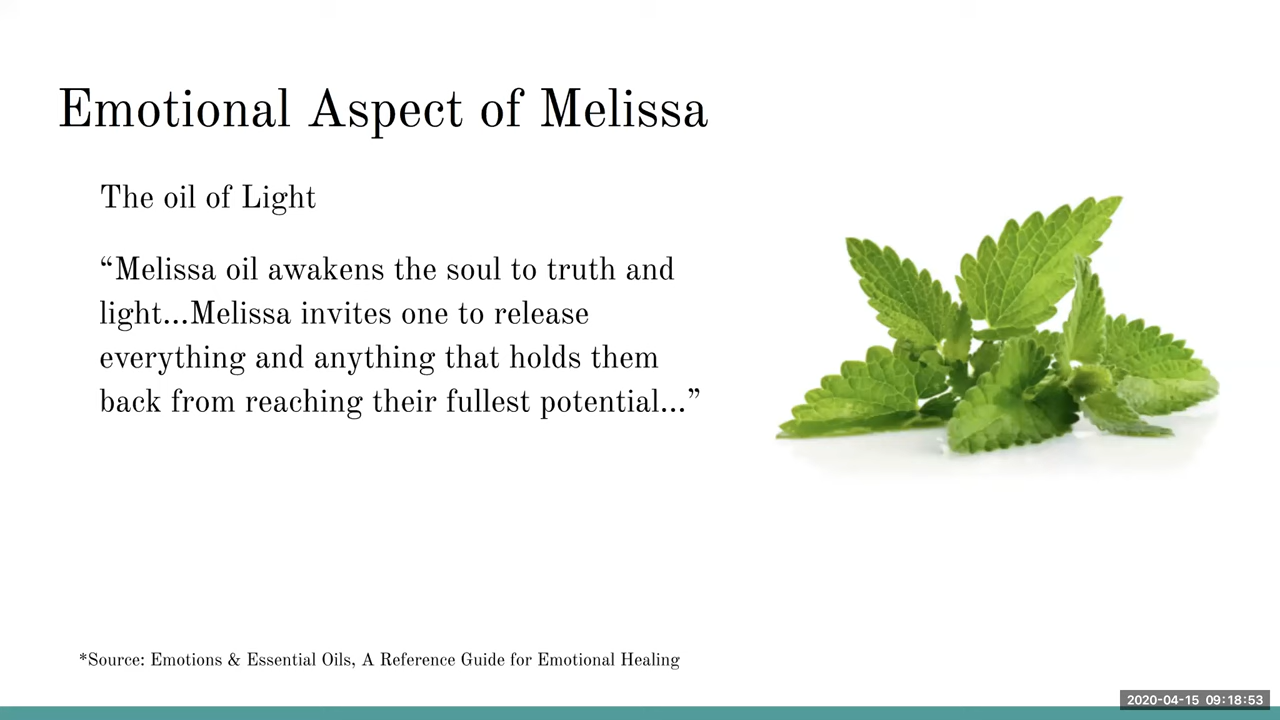 Emotional Aspect of Melissa
The oil of Light
“Melissa oil awakens the soul to truth and
light...Melissa invites one to release
everything and anything that holds them
back from reaching their fullest potential...”
*Source: Emotions & Essential Oils, A Reference Guide for Emotional Healing
2020-04-15 09:18:53